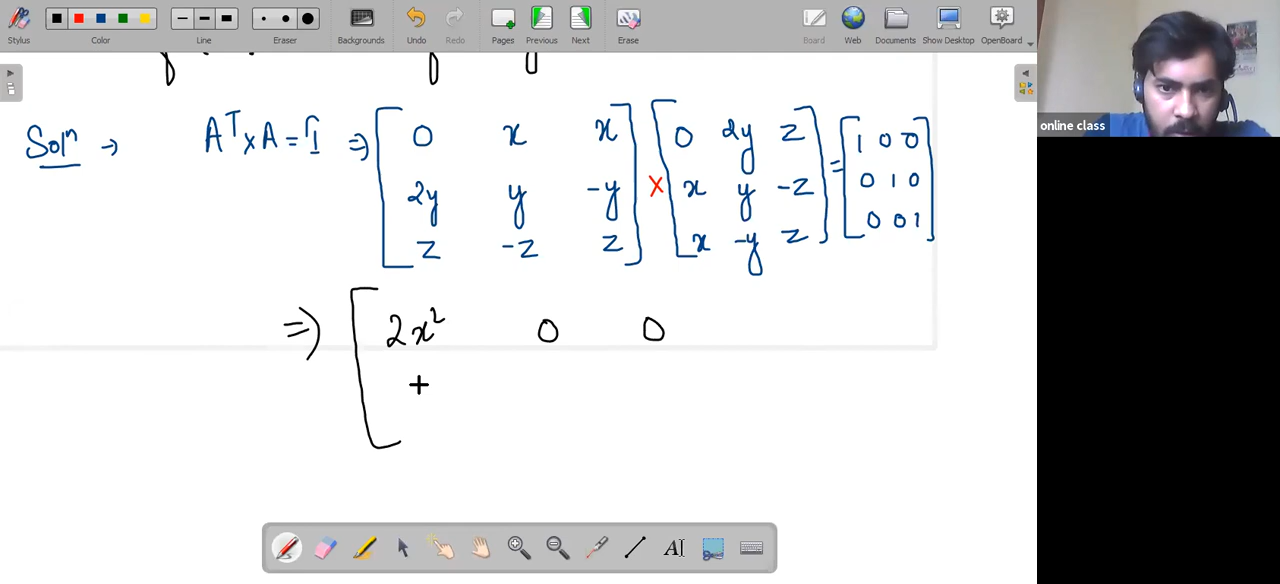 Stylus Color Line Eraser Backgrounds Undo Redo Pages Previous Next Erase Board Web Documents Show Desktop OpenBoard
online class
Solⁿ → Aᵀ x A = I ⇒ [ 0 x x ] [ 0 2y z ] = [ 1 0 0 ]
[ 2y y -y ] x [ x y -z ] [ 0 1 0 ]
[ z -z z ] [ x -y z ] [ 0 0 1 ]
⇒ [ 2x² 0 0